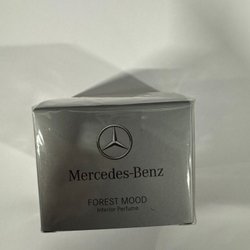 Mercedes-Benz
FOREST MOOD
Interior Perfume